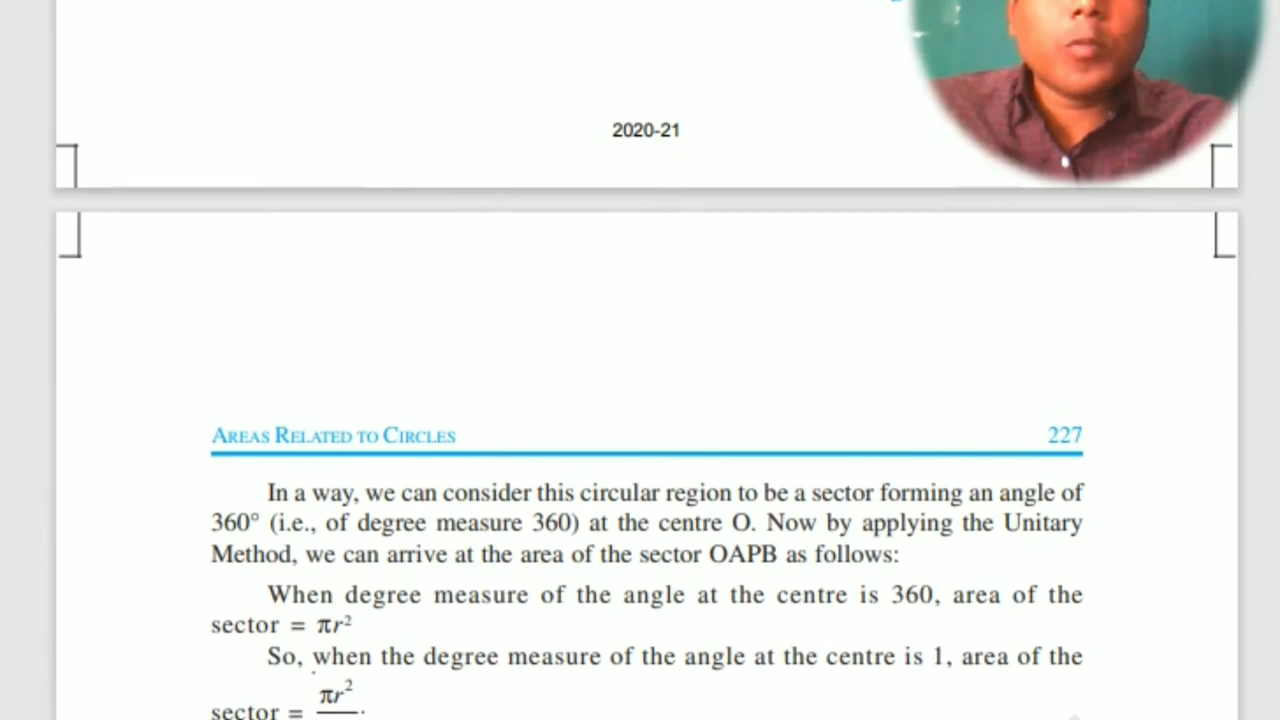 2020-21
AREAS RELATED TO CIRCLES 227
In a way, we can consider this circular region to be a sector forming an angle of
360° (i.e., of degree measure 360) at the centre O. Now by applying the Unitary
Method, we can arrive at the area of the sector OAPB as follows:
When degree measure of the angle at the centre is 360, area of the
sector = πr²
So, when the degree measure of the angle at the centre is 1, area of the
πr²
sector =